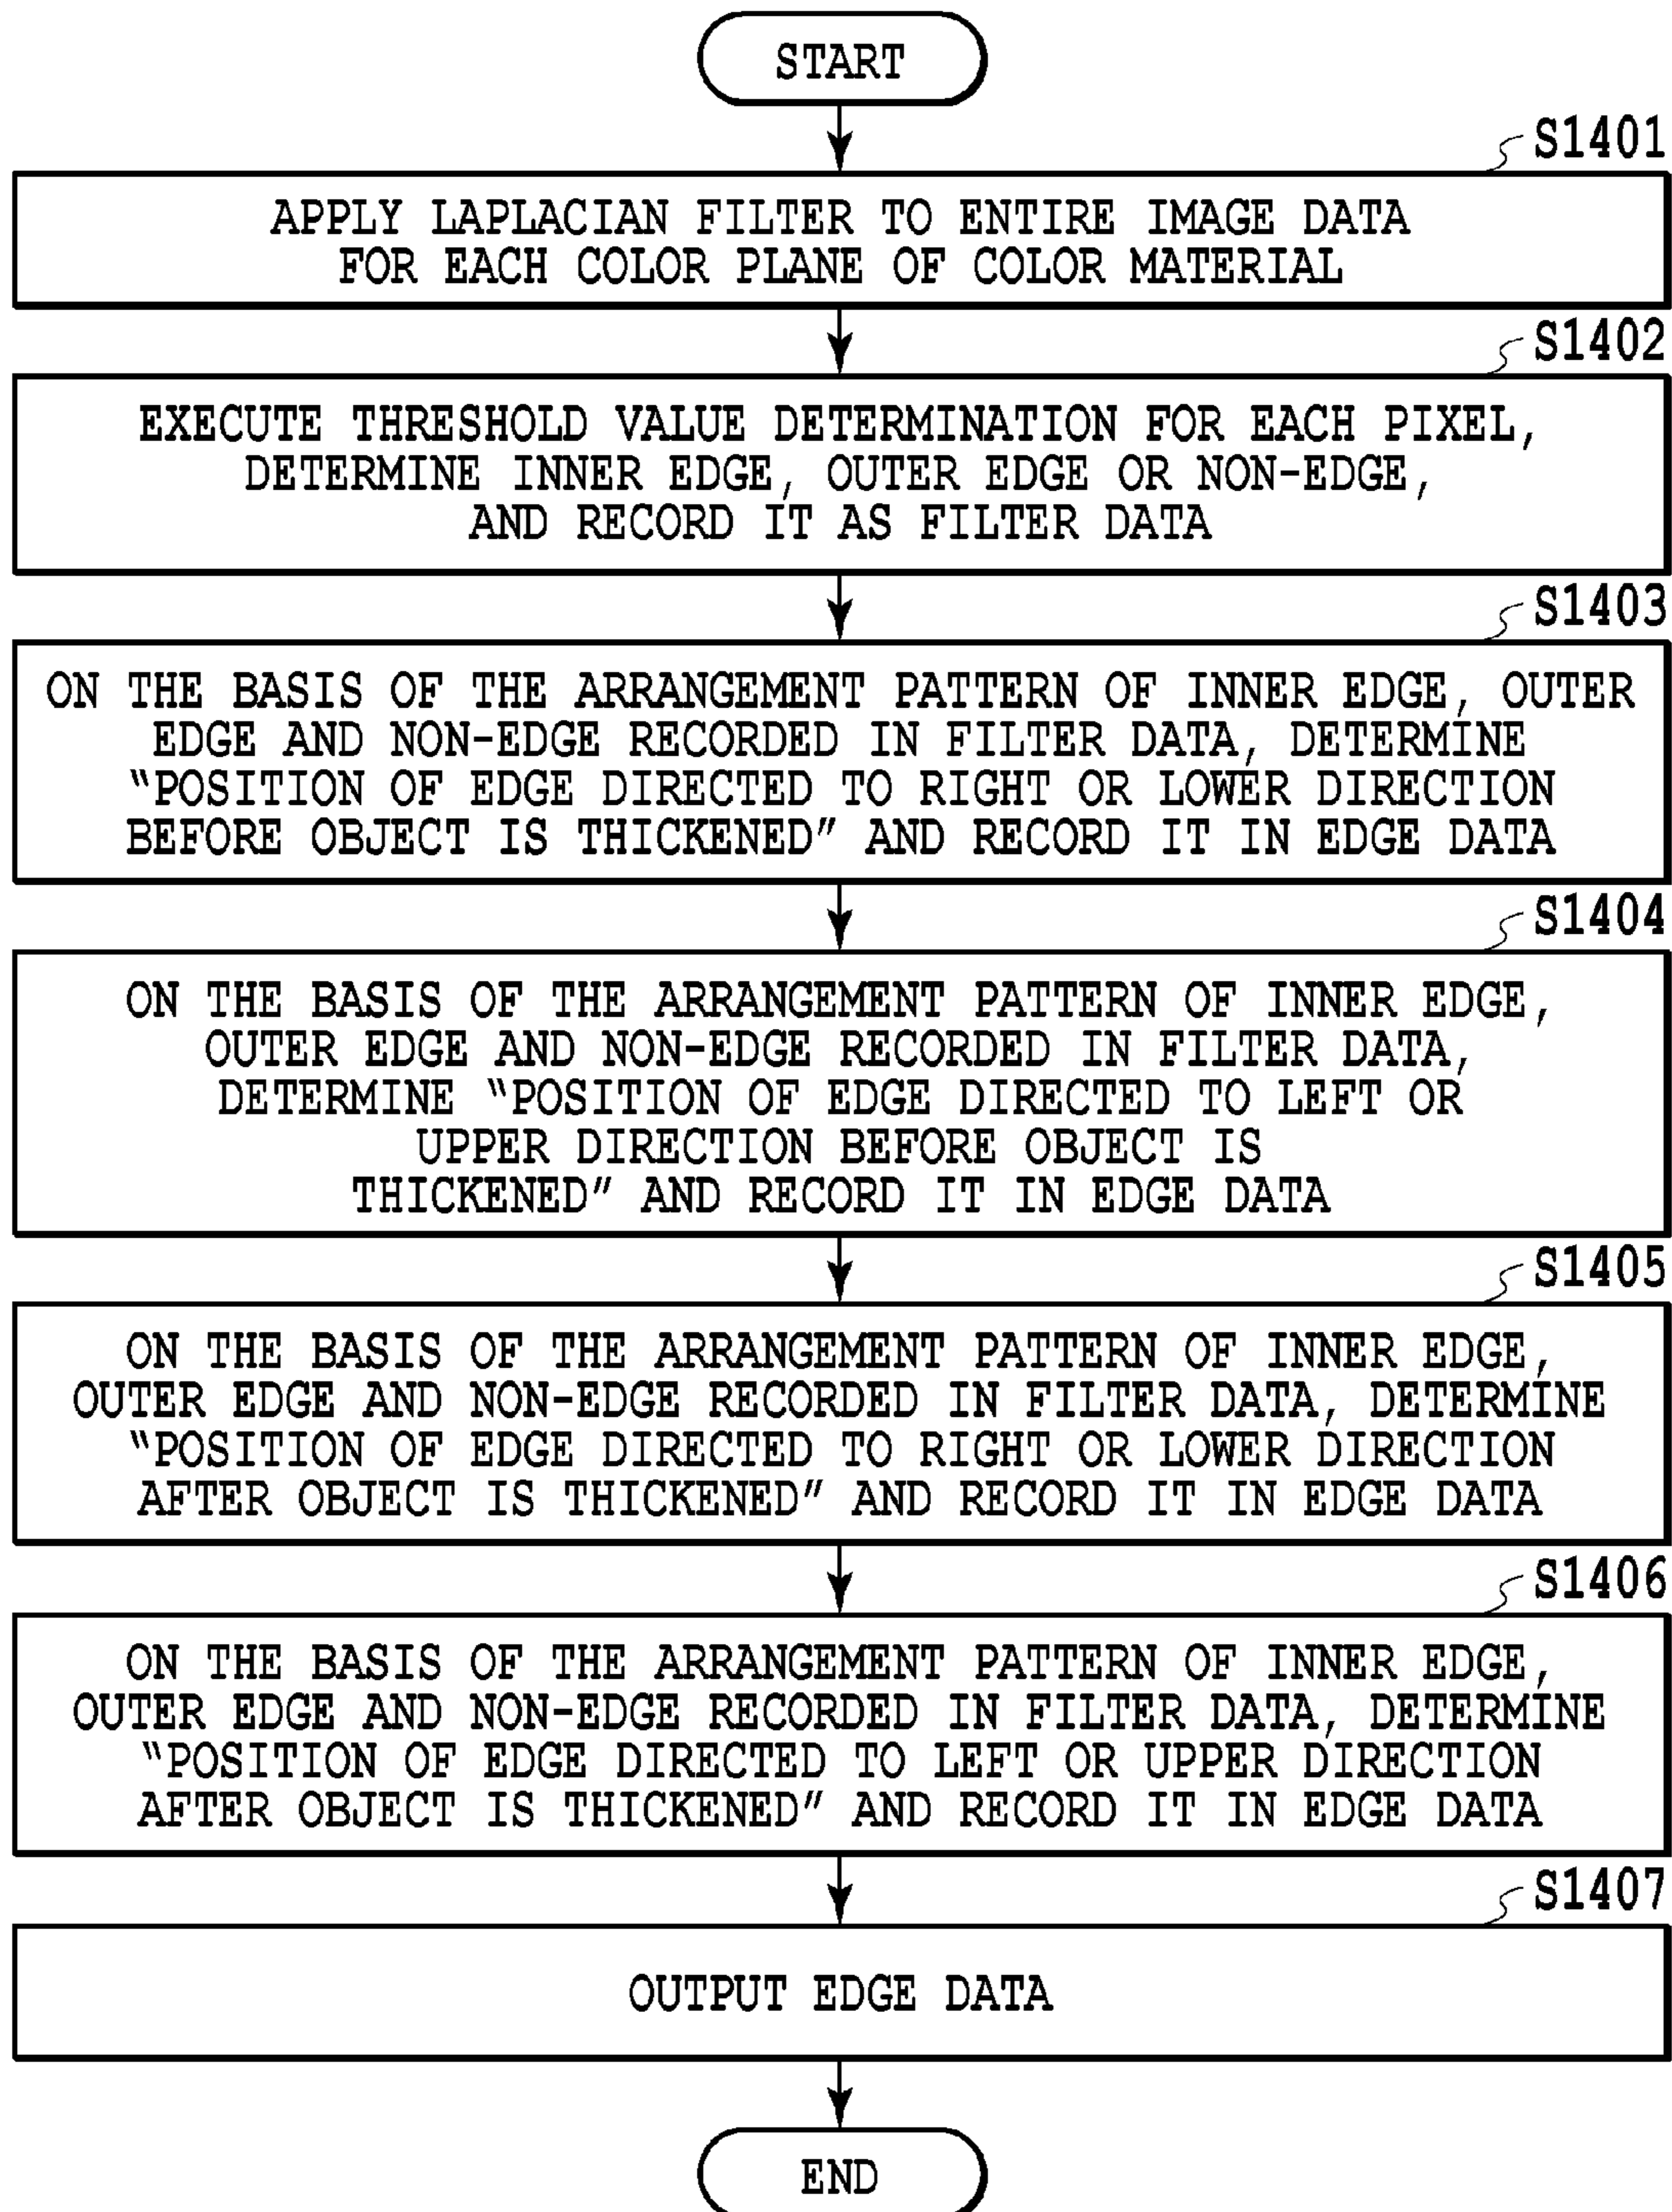 START
S1401
APPLY LAPLACIAN FILTER TO ENTIRE IMAGE DATA
FOR EACH COLOR PLANE OF COLOR MATERIAL
S1402
EXECUTE THRESHOLD VALUE DETERMINATION FOR EACH PIXEL,
DETERMINE INNER EDGE, OUTER EDGE OR NON-EDGE,
AND RECORD IT AS FILTER DATA
S1403
ON THE BASIS OF THE ARRANGEMENT PATTERN OF INNER EDGE, OUTER
EDGE AND NON-EDGE RECORDED IN FILTER DATA, DETERMINE
“POSITION OF EDGE DIRECTED TO RIGHT OR LOWER DIRECTION
BEFORE OBJECT IS THICKENED” AND RECORD IT IN EDGE DATA
S1404
ON THE BASIS OF THE ARRANGEMENT PATTERN OF INNER EDGE,
OUTER EDGE AND NON-EDGE RECORDED IN FILTER DATA,
DETERMINE “POSITION OF EDGE DIRECTED TO LEFT OR
UPPER DIRECTION BEFORE OBJECT IS
THICKENED” AND RECORD IT IN EDGE DATA
S1405
ON THE BASIS OF THE ARRANGEMENT PATTERN OF INNER EDGE,
OUTER EDGE AND NON-EDGE RECORDED IN FILTER DATA, DETERMINE
“POSITION OF EDGE DIRECTED TO RIGHT OR LOWER DIRECTION
AFTER OBJECT IS THICKENED” AND RECORD IT IN EDGE DATA
S1406
ON THE BASIS OF THE ARRANGEMENT PATTERN OF INNER EDGE,
OUTER EDGE AND NON-EDGE RECORDED IN FILTER DATA, DETERMINE
“POSITION OF EDGE DIRECTED TO LEFT OR UPPER DIRECTION
AFTER OBJECT IS THICKENED” AND RECORD IT IN EDGE DATA
S1407
OUTPUT EDGE DATA
END